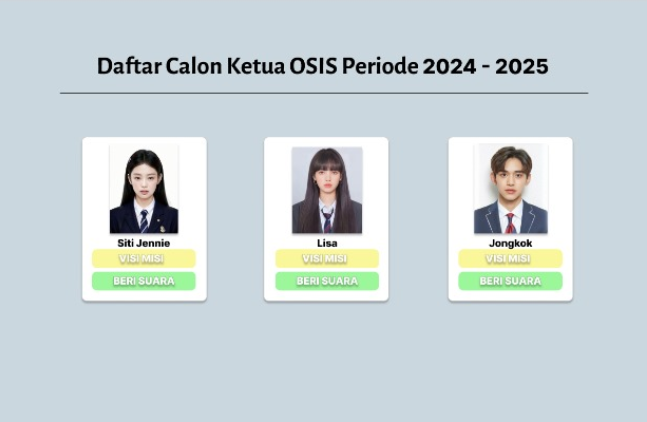 Daftar Calon Ketua OSIS Periode 2024 - 2025
Siti Jennie
VISI MISI
BERI SUARA
Lisa
VISI MISI
BERI SUARA
Jongkok
VISI MISI
BERI SUARA